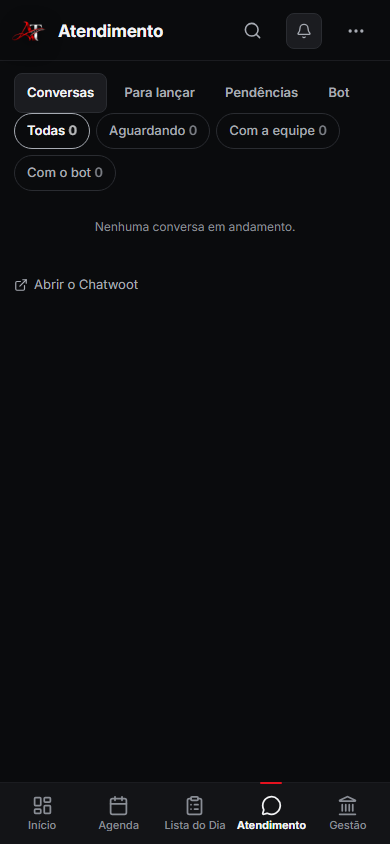 Atendimento
Conversas Para lançar Pendências Bot
Todas 0 Aguardando 0 Com a equipe 0
Com o bot 0
Nenhuma conversa em andamento.
Abrir o Chatwoot
Início Agenda Lista do Dia Atendimento Gestão